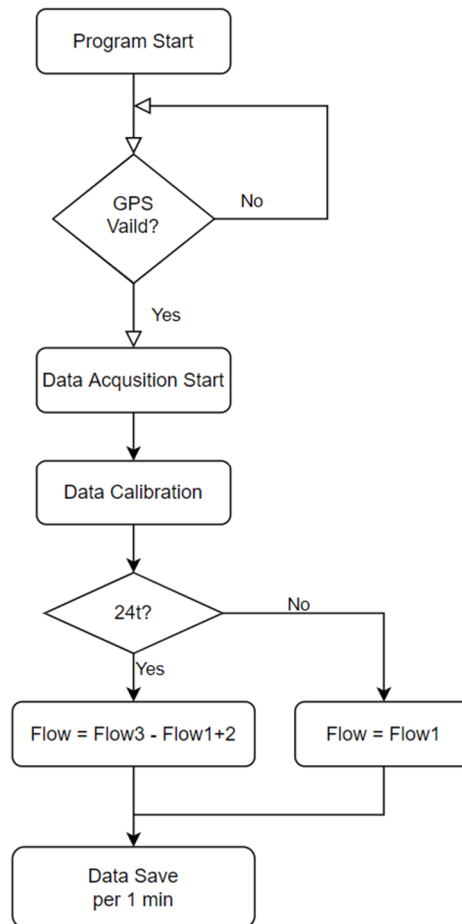 Program Start
GPS
Vaild?
No
Yes
Data Acqusition Start
Data Calibration
24t?
No
Yes
Flow = Flow3 - Flow1+2
Flow = Flow1
Data Save
per 1 min